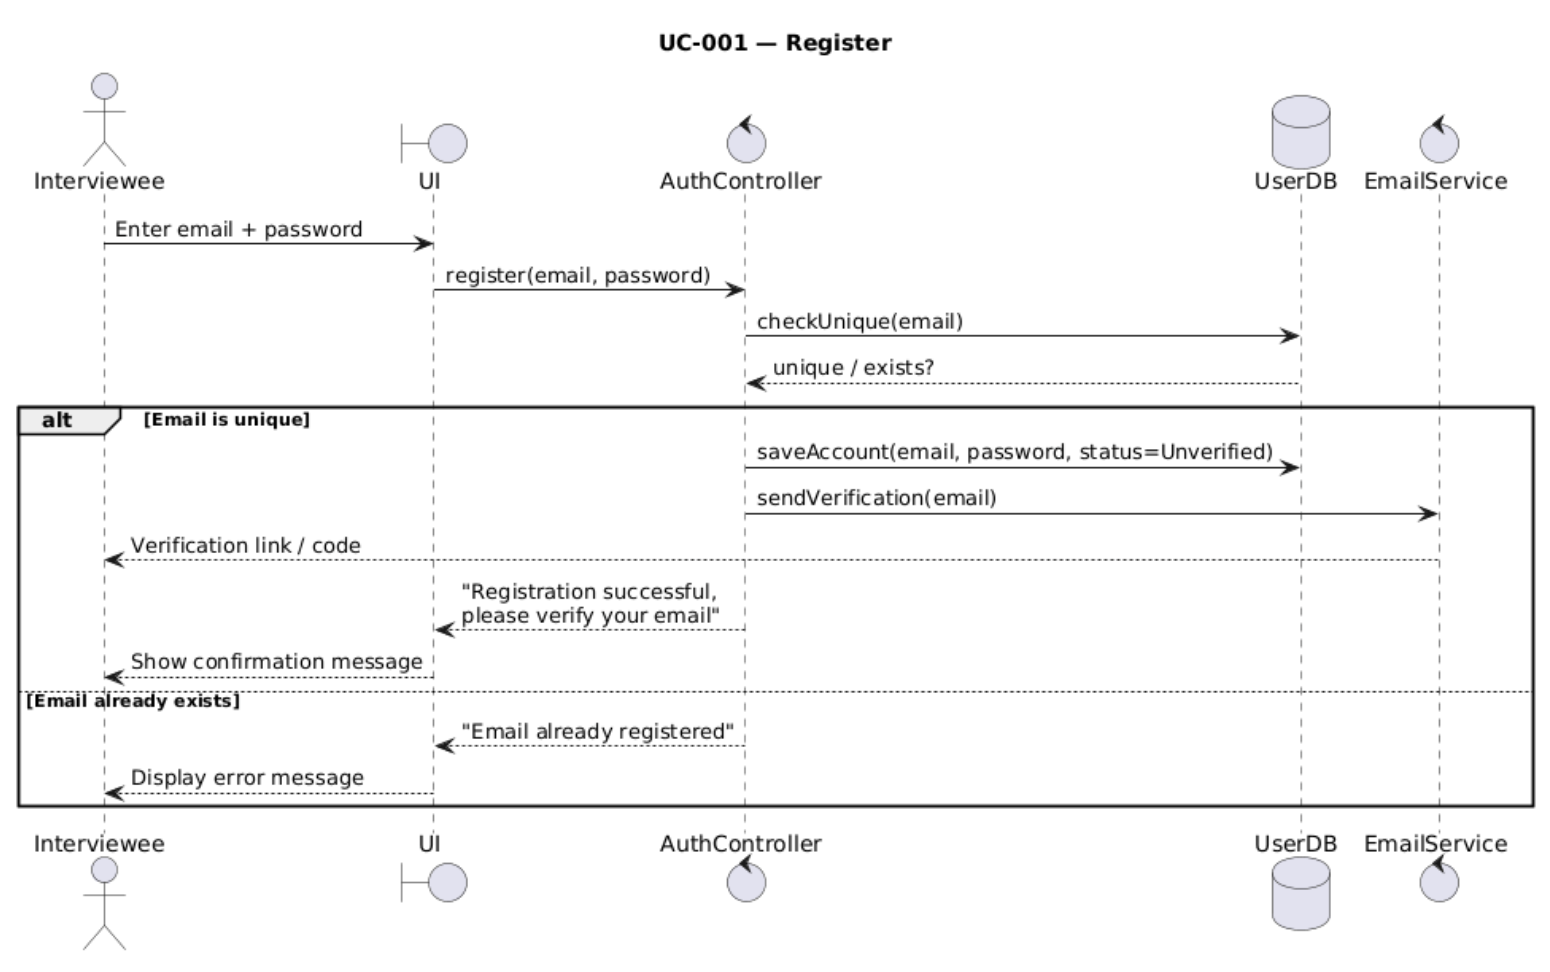 UC-001 — Register
Interviewee
UI
AuthController
UserDB
EmailService
Enter email + password
register(email, password)
checkUnique(email)
unique / exists?
alt
[Email is unique]
saveAccount(email, password, status=Unverified)
sendVerification(email)
Verification link / code
"Registration successful,
please verify your email"
Show confirmation message
[Email already exists]
"Email already registered"
Display error message
Interviewee
UI
AuthController
UserDB
EmailService